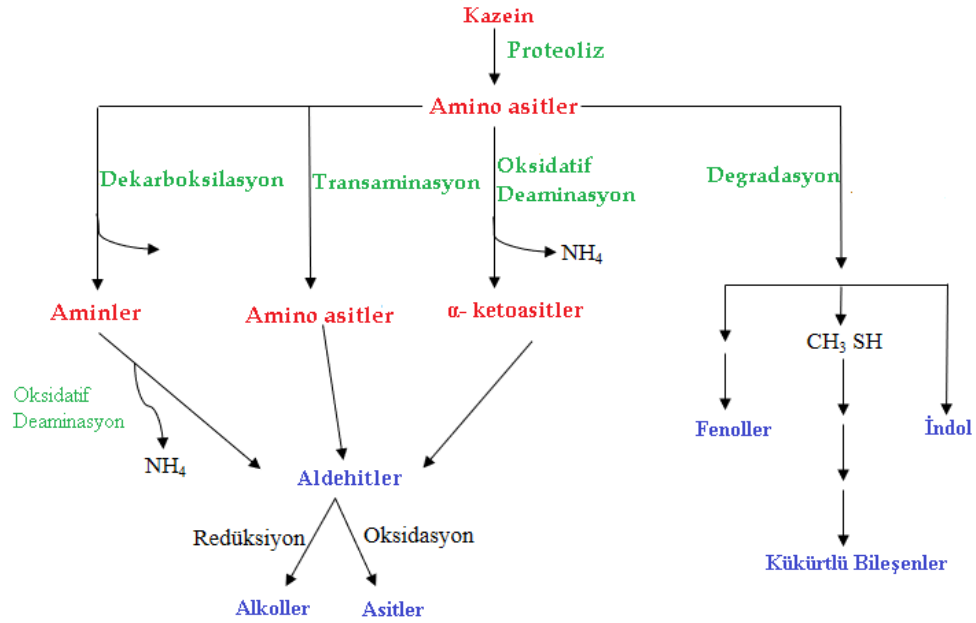 Kazein
Proteoliz
Amino asitler
Dekarboksilasyon
Transaminasyon
Oksidatif
Deaminasyon
Degradasyon
NH₄
Aminler
Amino asitler
α- ketoasitler
CH₃ SH
Oksidatif
Deaminasyon
NH₄
Fenoller
İndol
Aldehitler
Redüksiyon
Oksidasyon
Kükürtlü Bileşenler
Alkoller
Asitler